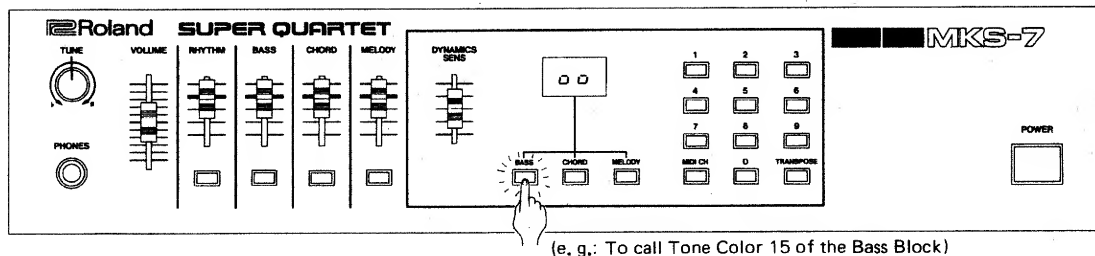 Roland SUPER QUARTET
MKS-7
TUNE
VOLUME
RHYTHM
BASS
CHORD
MELODY
DYNAMICS
SENS
1 2 3
4 5 6
7 8 9
MIDI CH 0 TRANSPOSE
PHONES
BASS
CHORD
MELODY
POWER
(e, g,: To call Tone Color 15 of the Bass Block)